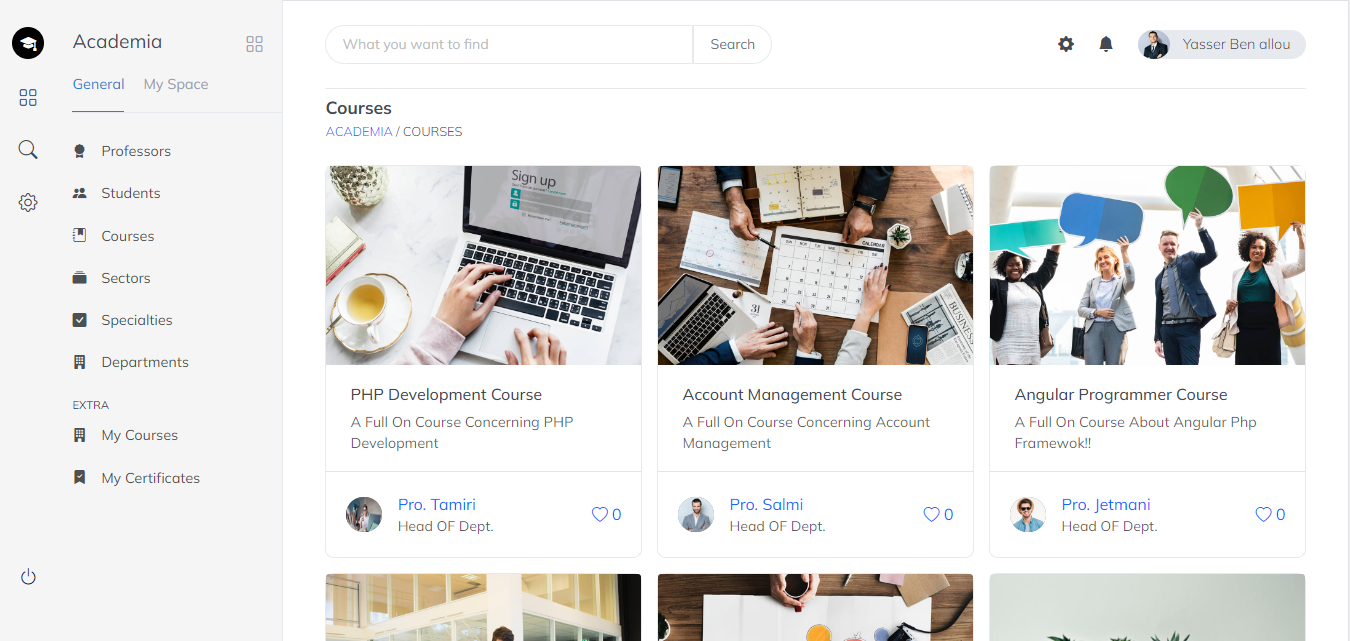 Academia
General My Space
Professors
Students
Courses
Sectors
Specialties
Departments
EXTRA
My Courses
My Certificates
What you want to find Search
Yasser Ben allou
Courses
ACADEMIA / COURSES
Sign up
CALENDAR
BUSINESS
PHP Development Course
A Full On Course Concerning PHP
Development
Pro. Tamiri
Head OF Dept.
0
Account Management Course
A Full On Course Concerning Account
Management
Pro. Salmi
Head OF Dept.
0
Angular Programmer Course
A Full On Course About Angular Php
Framewok!!
Pro. Jetmani
Head OF Dept.
0